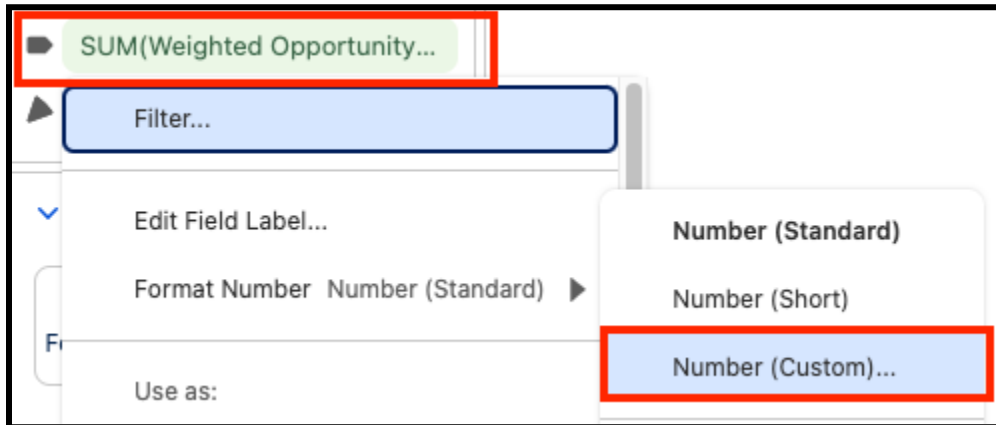 SUM(Weighted Opportunity...
Filter...
Edit Field Label...
Format Number Number (Standard)
Use as:
Number (Standard)
Number (Short)
Number (Custom)...